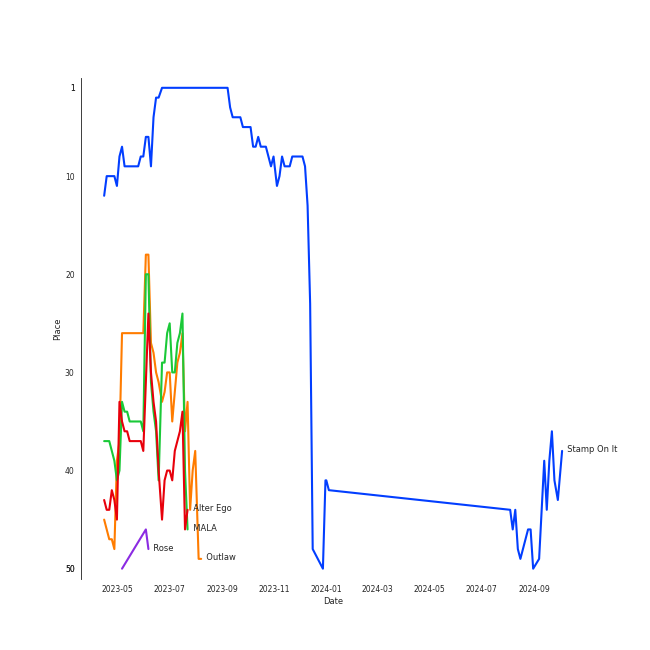 1
10
20
30
40
50
Place
Stamp On It
Alter Ego
MALA
Rose
Outlaw
2023-05
2023-07
2023-09
2023-11
2024-01
2024-03
2024-05
2024-07
2024-09
Date